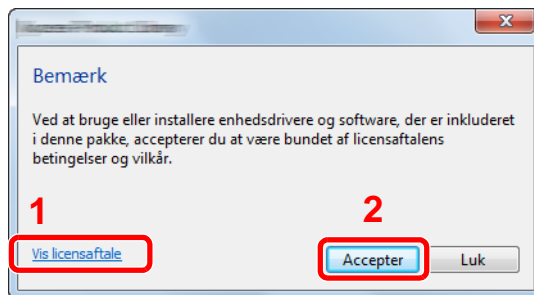 Bemærk
Ved at bruge eller installere enhedsdrivere og software, der er inkluderet
i denne pakke, accepterer du at være bundet af licensaftalens
betingelser og vilkår.
1
2
Vis licensaftale
Accepter
Luk